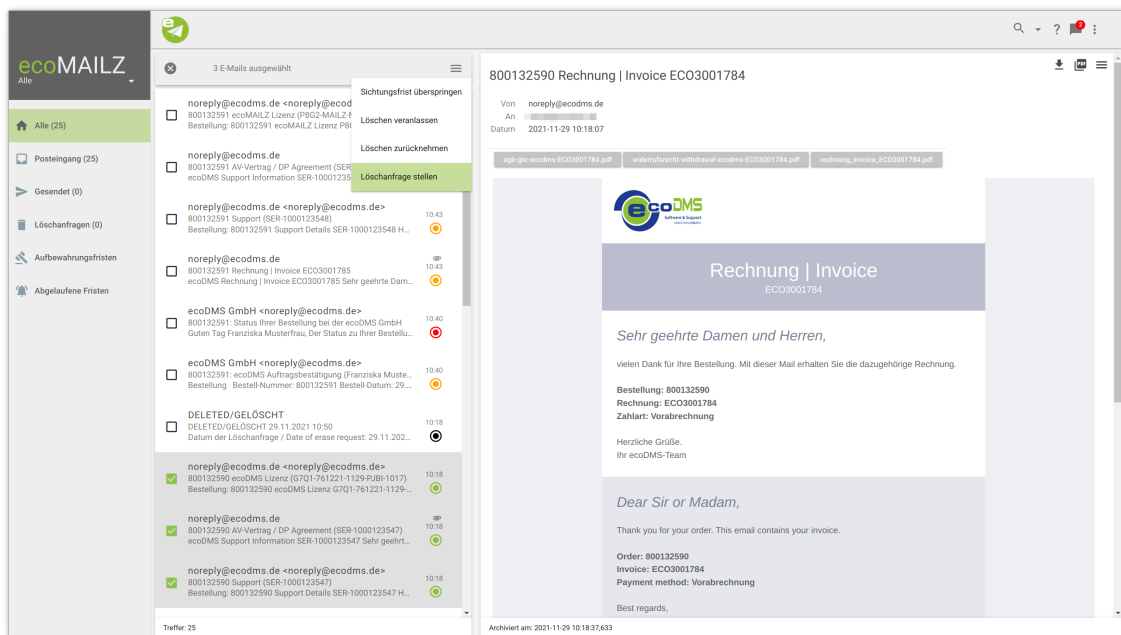 ecoMAILZ
Alle
Alle (25)
Posteingang (25)
Gesendet (0)
Löschanfragen (0)
Aufbewahrungsfristen
Abgelaufene Fristen
e
? 2
3 E-Mails ausgewählt
Sichtungsfrist überspringen
Löschen veranlassen
Löschen zurücknehmen
Löschanfrage stellen
noreply@ecodms.de <noreply@ecod
800132591 ecoMAILZ Lizenz (P8G2-MAILZ-
Bestellung: 800132591 ecoMAILZ Lizenz P8
noreply@ecodms.de
800132591 AV-Vertrag / DP Agreement (SER
ecoDMS Support Information SER-10001235
noreply@ecodms.de <noreply@ecodms.de>
800132591 Support (SER-1000123548) 10:43
Bestellung: 800132591 Support Details SER-1000123548 H...
noreply@ecodms.de
800132591 Rechnung | Invoice ECO3001785 10:43
ecoDMS Rechnung | Invoice ECO3001785 Sehr geehrte Dam...
ecoDMS GmbH <noreply@ecodms.de>
800132591: Status Ihrer Bestellung bei der ecoDMS GmbH 10:40
Guten Tag Franziska Musterfrau, Der Status zu Ihrer Bestellu...
ecoDMS GmbH <noreply@ecodms.de>
800132591: ecoDMS Auftragsbestätigung (Franziska Muste... 10:40
Bestellung Bestell-Nummer: 800132591 Bestell-Datum: 29....
DELETED/GELÖSCHT
DELETED/GELÖSCHT 29.11.2021 10:50 10:18
Datum der Löschanfrage / Date of erase request: 29.11.202...
noreply@ecodms.de <noreply@ecodms.de>
800132590 ecoDMS Lizenz (G7Q1-761221-1129-PJBI-1017) 10:18
Bestellung: 800132590 ecoDMS Lizenz G7Q1-761221-1129-...
noreply@ecodms.de
800132590 AV-Vertrag / DP Agreement (SER-1000123547) 10:18
ecoDMS Support Information SER-1000123547 Sehr geehrt...
noreply@ecodms.de <noreply@ecodms.de>
800132590 Support (SER-1000123547) 10:18
Bestellung: 800132590 Support Details SER-1000123547 H...
Treffer: 25
800132590 Rechnung | Invoice ECO3001784
PDF
Von noreply@ecodms.de
An
Datum 2021-11-29 10:18:07
agb-gtc-ecodms-ECO3001784.pdf widerrufsrecht-withdrawal-ecodms-ECO3001784.pdf rechnung_invoice_ECO3001784.pdf
ecoDMS
Software & Support
MADE IN GERMANY
Rechnung | Invoice
ECO3001784
Sehr geehrte Damen und Herren,
vielen Dank für Ihre Bestellung. Mit dieser Mail erhalten Sie die dazugehörige Rechnung.
Bestellung: 800132590
Rechnung: ECO3001784
Zahlart: Vorabrechnung
Herzliche Grüße.
Ihr ecoDMS-Team
Dear Sir or Madam,
Thank you for your order. This email contains your invoice.
Order: 800132590
Invoice: ECO3001784
Payment method: Vorabrechnung
Best regards,
Archiviert am: 2021-11-29 10:18:37,633